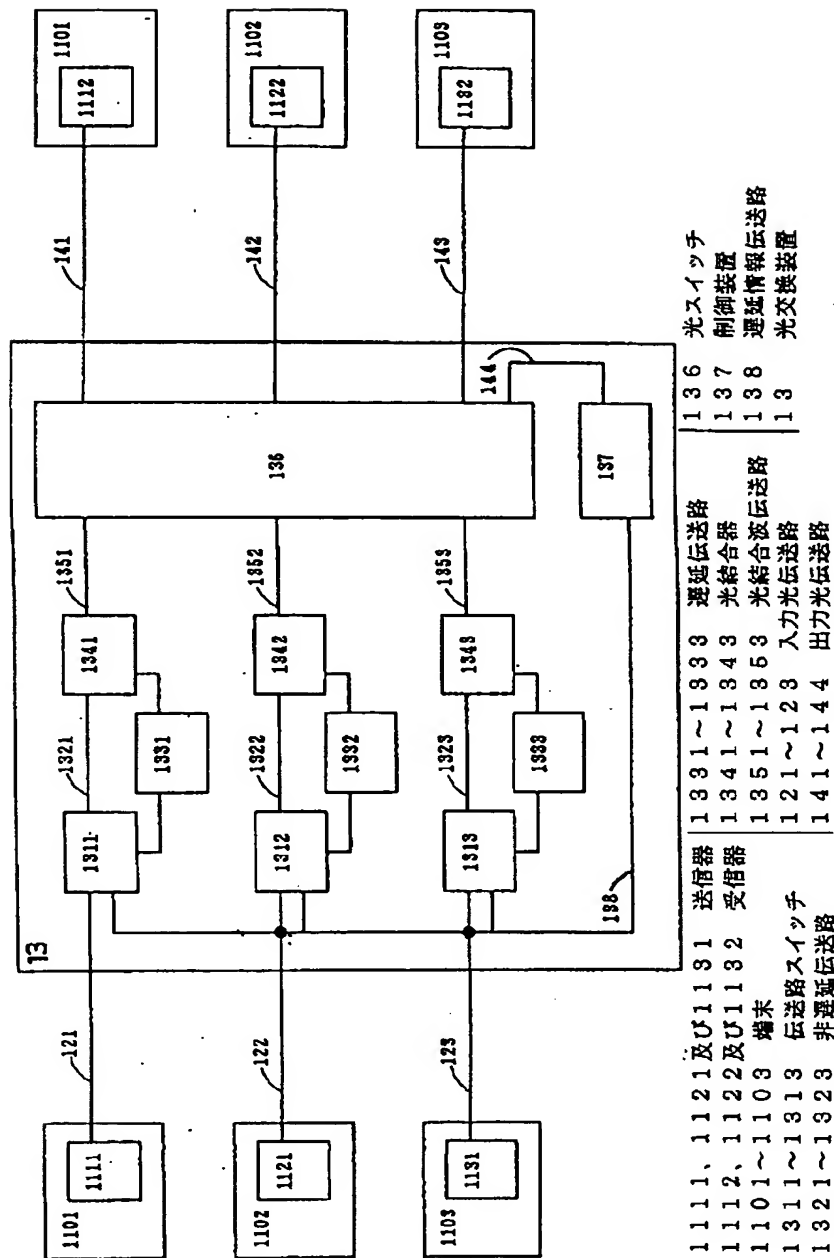 1101
1111
121
13
1311
1321
1331
1341
1351
141
1101
1112
1102
1121
122
1312
1322
1332
1342
1352
136
142
1102
1122
1103
1131
123
1313
1323
1333
1343
1353
143
1103
1132
138
137
144
1111、1121及び1131 送信器
1112、1122及び1132 受信器
1101~1103 端末
1311~1313 伝送路スイッチ
1321~1323 非遅延伝送路
1331~1333 遅延伝送路
1341~1343 光結合器
1351~1353 光結合波伝送路
121~123 入力光伝送路
141~144 出力光伝送路
136 光スイッチ
137 制御装置
138 遅延情報伝送路
13 光交換装置